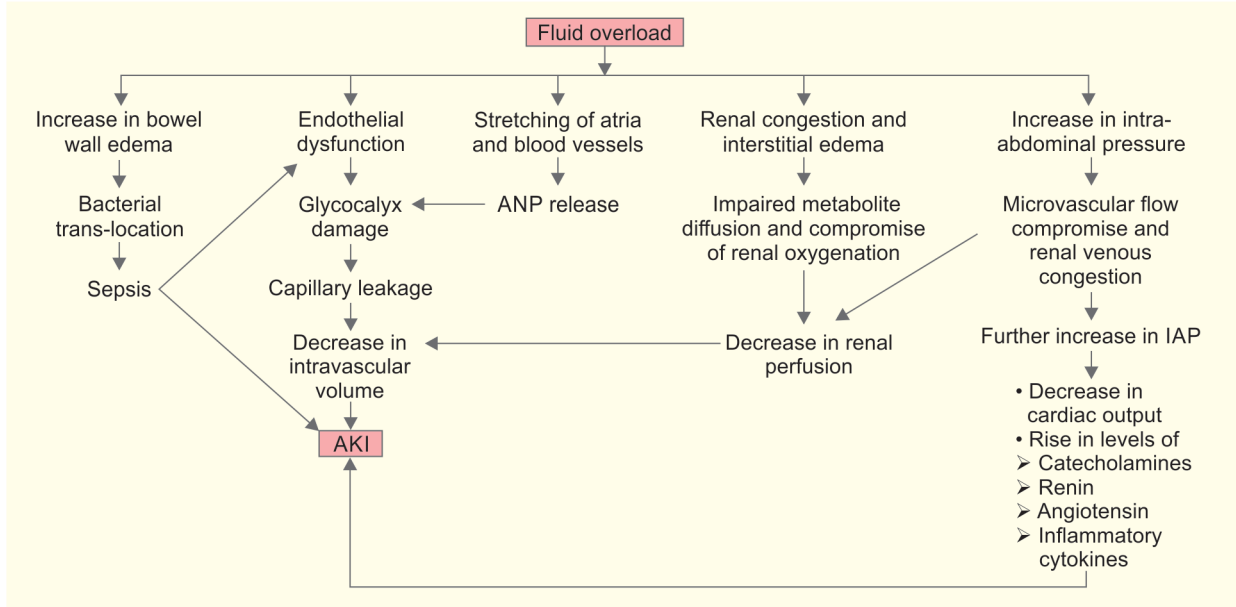 Fluid overload
Increase in bowel
wall edema
Bacterial
trans-location
Sepsis
Endothelial
dysfunction
Glycocalyx
damage
Capillary leakage
Decrease in
intravascular
volume
AKI
Stretching of atria
and blood vessels
ANP release
Renal congestion and
interstitial edema
Impaired metabolite
diffusion and compromise
of renal oxygenation
Decrease in renal
perfusion
Increase in intra-
abdominal pressure
Microvascular flow
compromise and
renal venous
congestion
Further increase in IAP
• Decrease in
cardiac output
• Rise in levels of
➢ Catecholamines
➢ Renin
➢ Angiotensin
➢ Inflammatory
cytokines